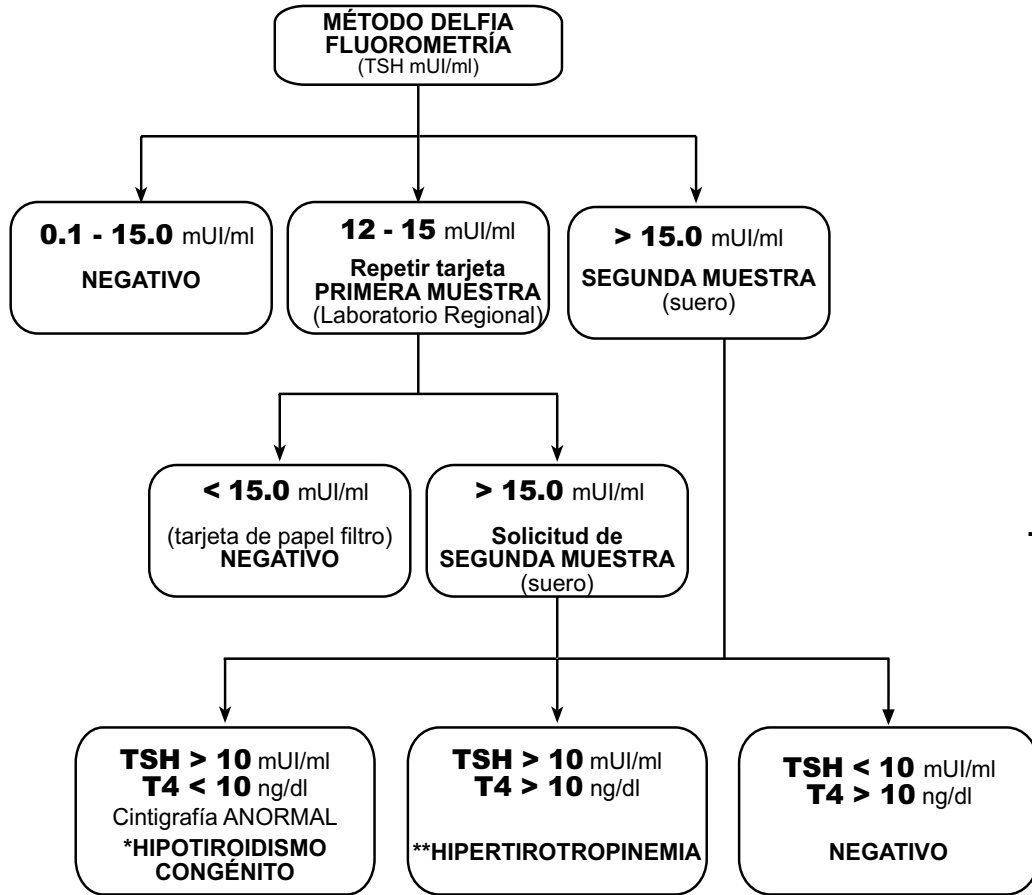 MÉTODO DELFIA
FLUOROMETRÍA
(TSH mUI/ml)
0.1 - 15.0 mUI/ml
NEGATIVO
12 - 15 mUI/ml
Repetir tarjeta
PRIMERA MUESTRA
(Laboratorio Regional)
> 15.0 mUI/ml
SEGUNDA MUESTRA
(suero)
< 15.0 mUI/ml
(tarjeta de papel filtro)
NEGATIVO
> 15.0 mUI/ml
Solicitud de
SEGUNDA MUESTRA
(suero)
TSH > 10 mUI/ml
T4 < 10 ng/dl
Cintigrafía ANORMAL
*HIPOTIROIDISMO
CONGÉNITO
TSH > 10 mUI/ml
T4 > 10 ng/dl
**HIPERTIROTROPINEMIA
TSH < 10 mUI/ml
T4 > 10 ng/dl
NEGATIVO